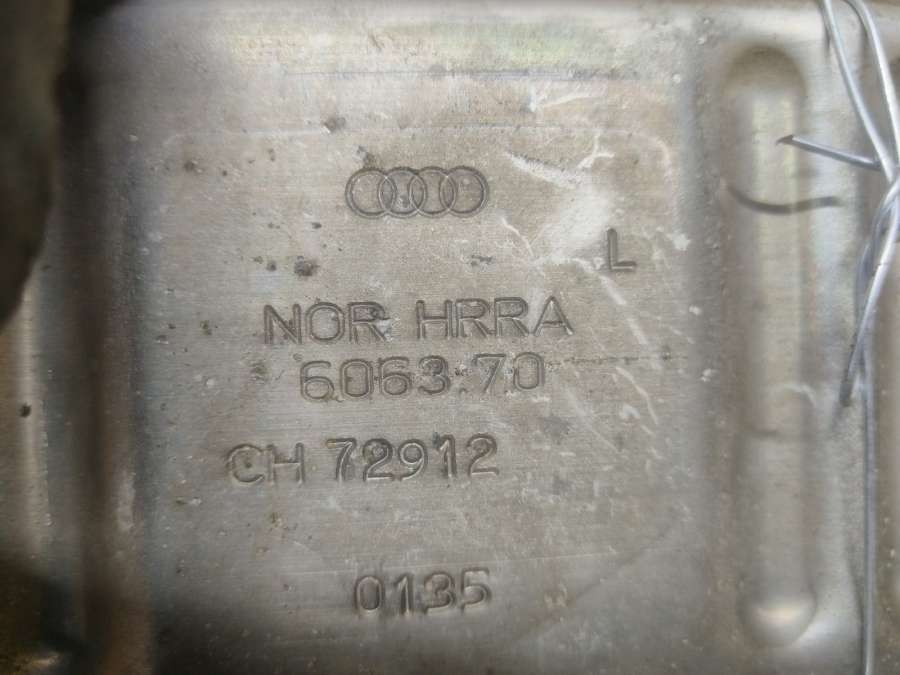 L
NOR HRRA
6063.70
CH 72912
0135